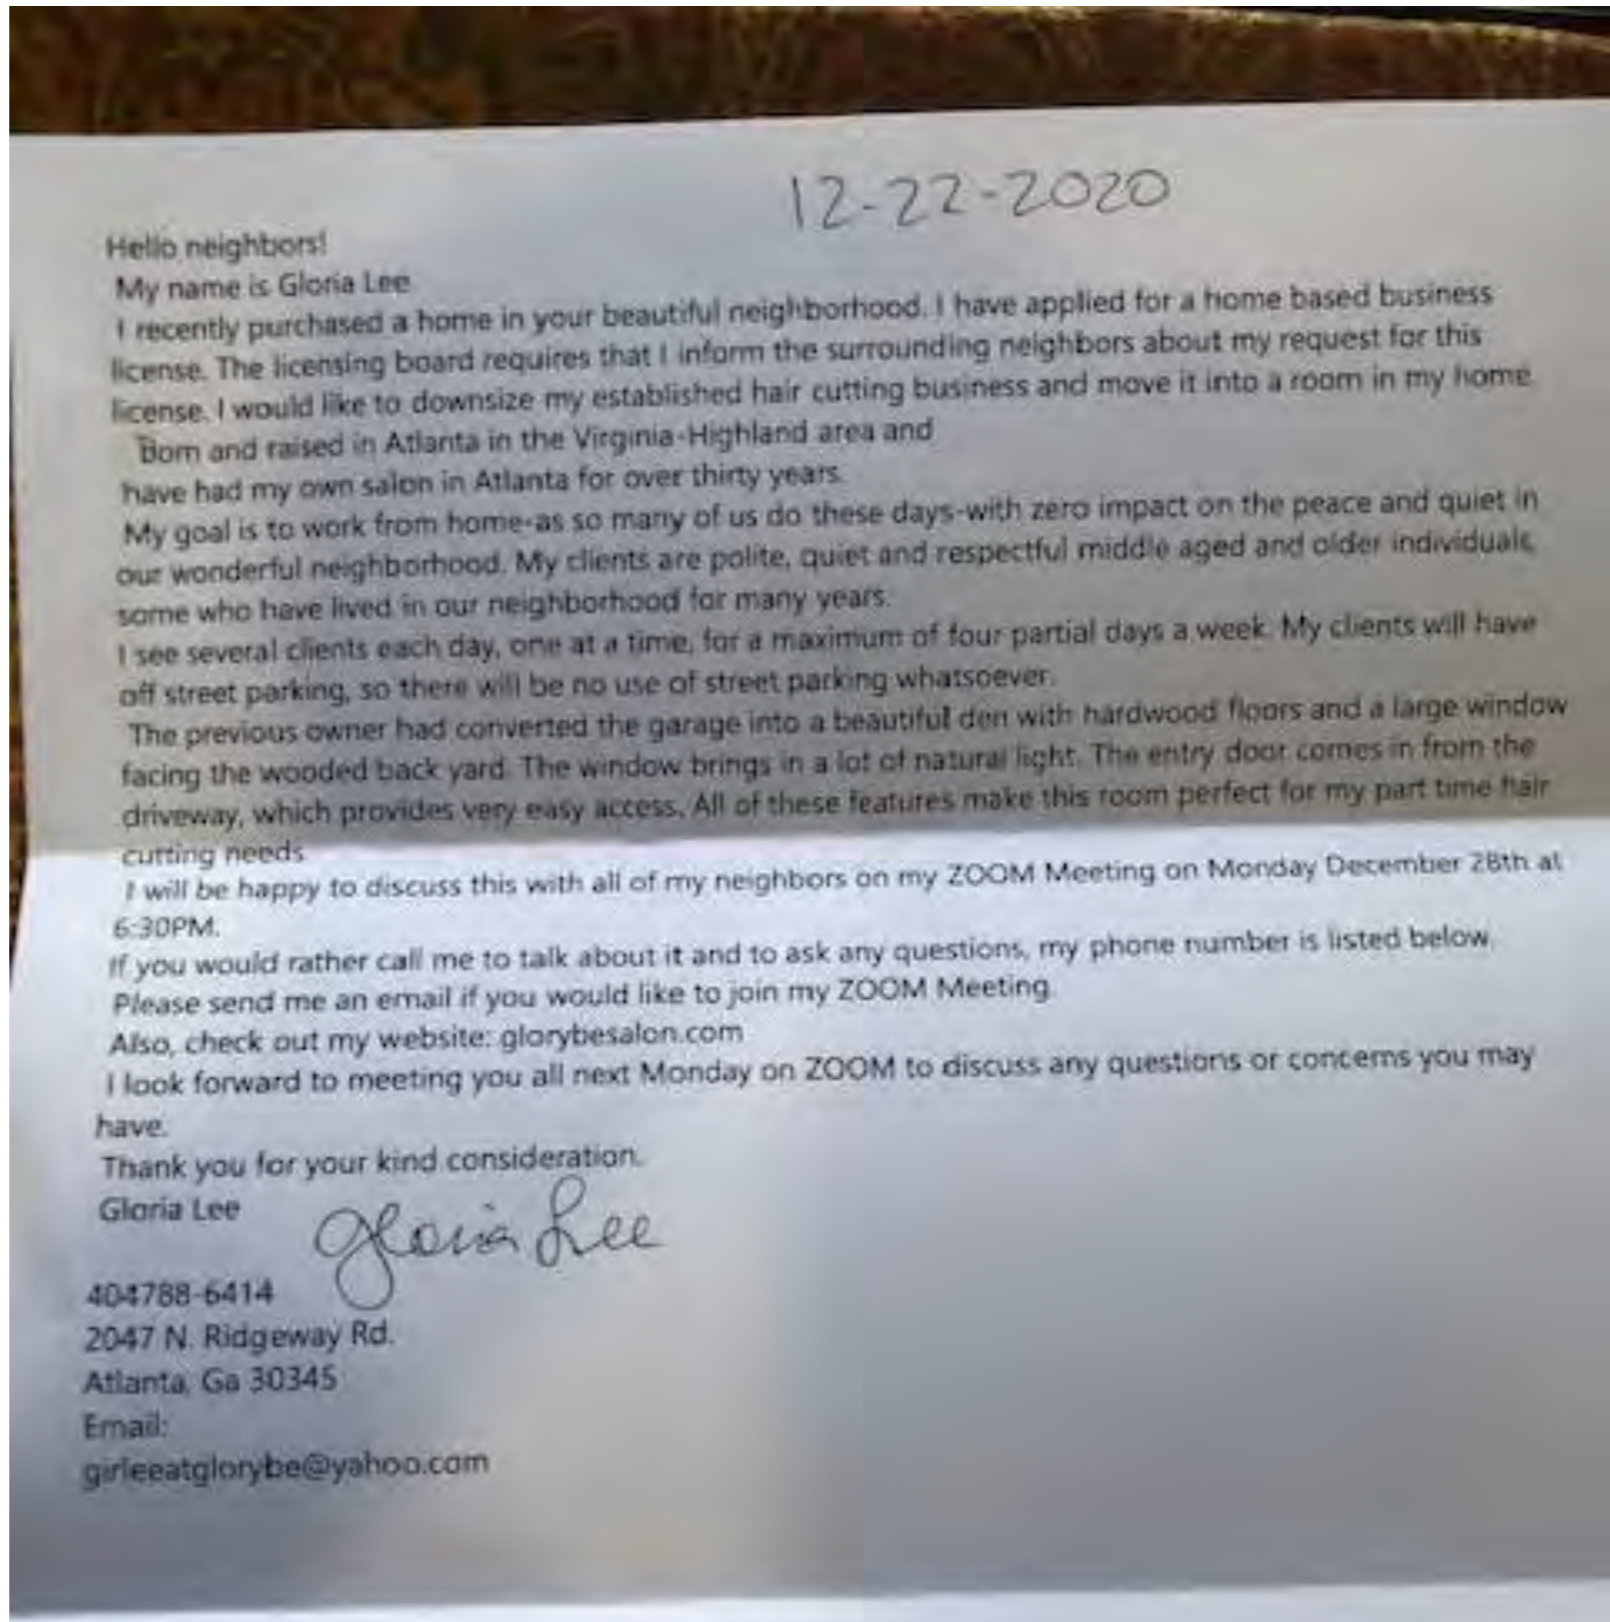 12-22-2020
Hello neighbors!
My name is Gloria Lee
I recently purchased a home in your beautiful neighborhood. I have applied for a home based business
license. The licensing board requires that I inform the surrounding neighbors about my request for this
license. I would like to downsize my established hair cutting business and move it into a room in my home.
Born and raised in Atlanta in the Virginia-Highland area and
have had my own salon in Atlanta for over thirty years.
My goal is to work from home-as so many of us do these days-with zero impact on the peace and quiet in
our wonderful neighborhood. My clients are polite, quiet and respectful middle aged and older individuals,
some who have lived in our neighborhood for many years.
I see several clients each day, one at a time, for a maximum of four partial days a week. My clients will have
off street parking, so there will be no use of street parking whatsoever.
The previous owner had converted the garage into a beautiful den with hardwood floors and a large window
facing the wooded back yard. The window brings in a lot of natural light. The entry door comes in from the
driveway, which provides very easy access. All of these features make this room perfect for my part time hair
cutting needs.
I will be happy to discuss this with all of my neighbors on my ZOOM Meeting on Monday December 28th at
6:30PM.
If you would rather call me to talk about it and to ask any questions, my phone number is listed below.
Please send me an email if you would like to join my ZOOM Meeting.
Also, check out my website: glorybesalon.com
I look forward to meeting you all next Monday on ZOOM to discuss any questions or concerns you may
have.
Thank you for your kind consideration.
Gloria Lee
Gloria Lee
404788-6414
2047 N. Ridgeway Rd.
Atlanta, Ga 30345
Email:
girleeatglorybe@yahoo.com